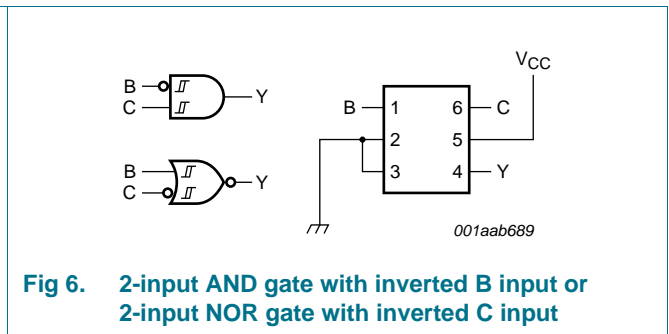 B
C
Y
B
C
Y
VCC
B 1 6 C
2 5
3 4 Y
001aab689
Fig 6. 2-input AND gate with inverted B input or
2-input NOR gate with inverted C input